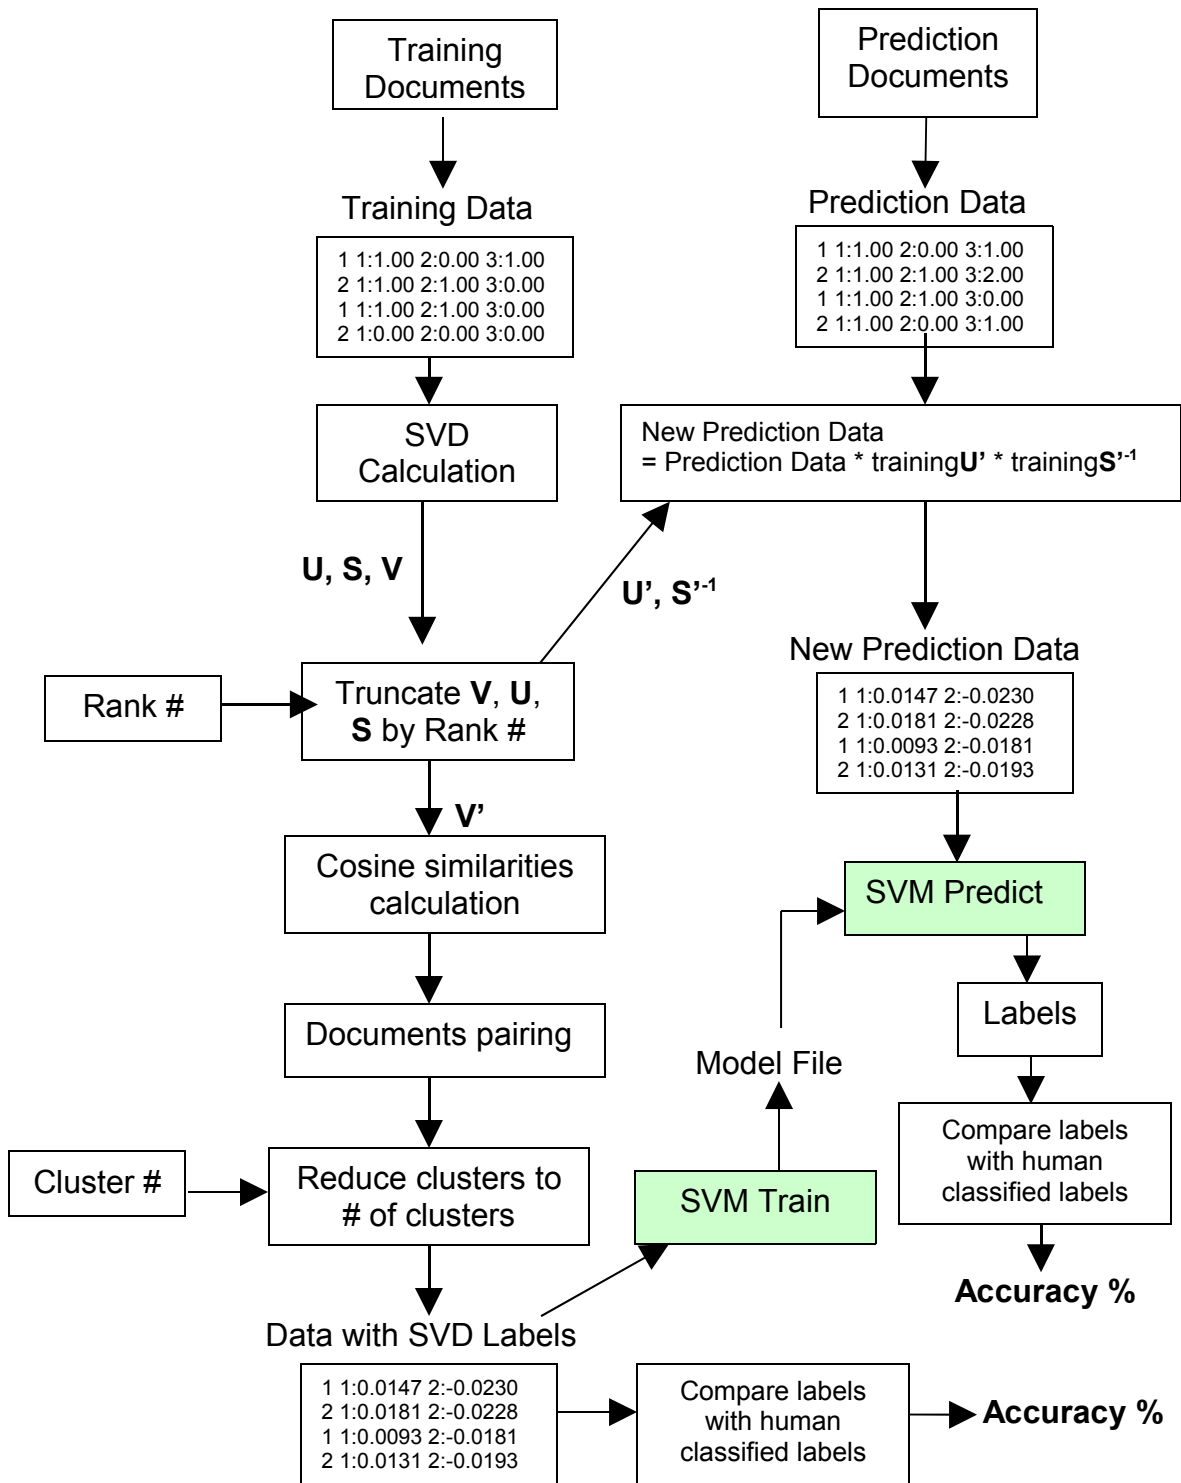 Training
Documents
Prediction
Documents
Training Data
1 1:1.00 2:0.00 3:1.00
2 1:1.00 2:1.00 3:0.00
1 1:1.00 2:1.00 3:0.00
2 1:0.00 2:0.00 3:0.00
Prediction Data
1 1:1.00 2:0.00 3:1.00
2 1:1.00 2:1.00 3:2.00
1 1:1.00 2:1.00 3:0.00
2 1:1.00 2:0.00 3:1.00
SVD
Calculation
New Prediction Data
= Prediction Data * trainingU’ * trainingS’⁻¹
U, S, V
U’, S’⁻¹
Rank #
Truncate V, U,
S by Rank #
New Prediction Data
1 1:0.0147 2:-0.0230
2 1:0.0181 2:-0.0228
1 1:0.0093 2:-0.0181
2 1:0.0131 2:-0.0193
V’
Cosine similarities
calculation
SVM Predict
Documents pairing
Labels
Model File
Compare labels
with human
classified labels
Cluster #
Reduce clusters to
# of clusters
SVM Train
Accuracy %
Data with SVD Labels
1 1:0.0147 2:-0.0230
2 1:0.0181 2:-0.0228
1 1:0.0093 2:-0.0181
2 1:0.0131 2:-0.0193
Compare labels
with human
classified labels
Accuracy %